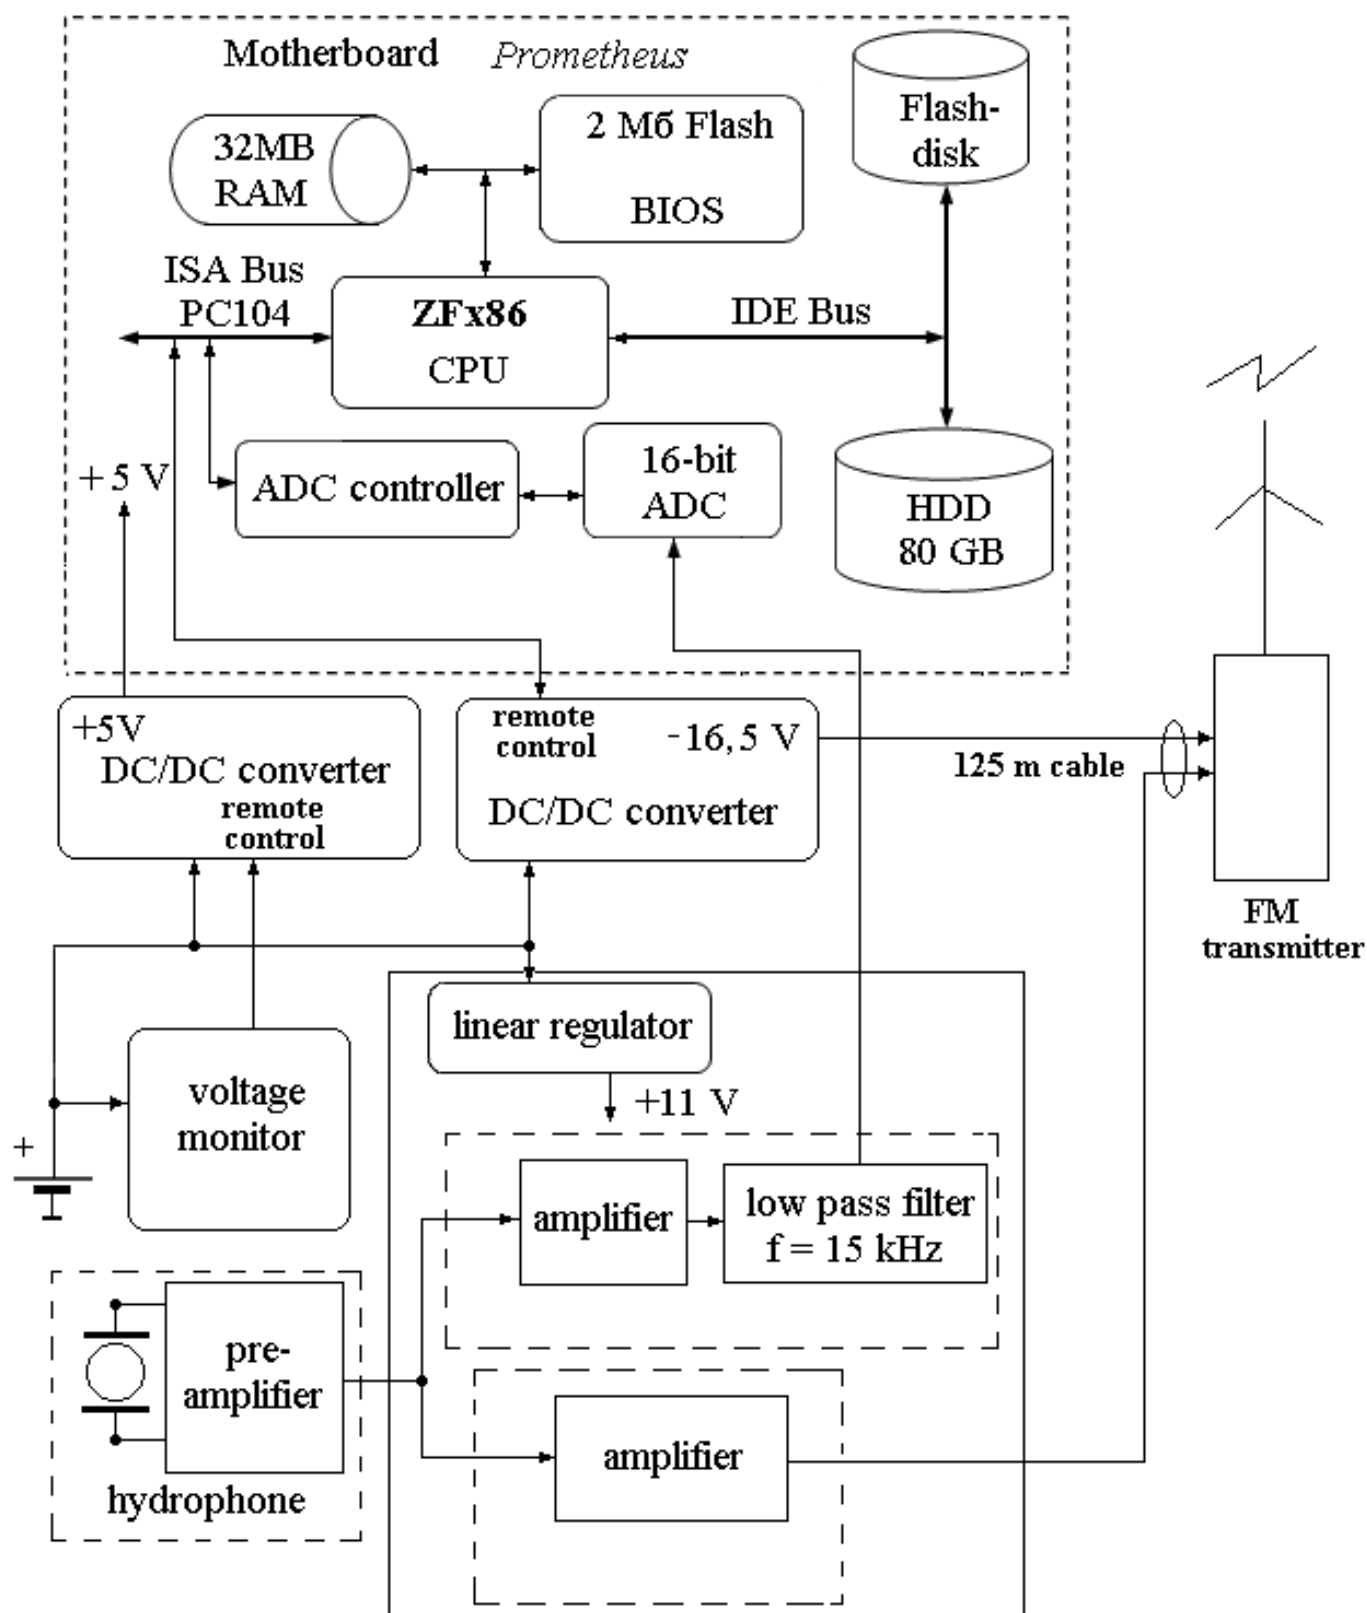 Motherboard Prometheus
32MB
RAM
2 Мб Flash
BIOS
Flash-
disk
ISA Bus
PC104
ZFx86
CPU
IDE Bus
+ 5 V
ADC controller
16-bit
ADC
HDD
80 GB
+5V
DC/DC converter
remote
control
remote
control
-16,5 V
DC/DC converter
125 m cable
FM
transmitter
linear regulator
+11 V
voltage
monitor
+
amplifier
low pass filter
f = 15 kHz
pre-
amplifier
hydrophone
amplifier